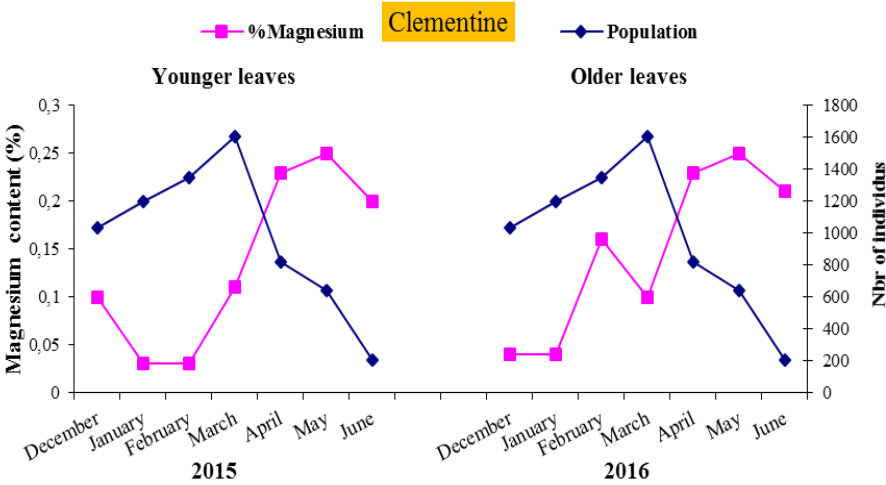 Clementine
%Magnesium
Population
Younger leaves
Older leaves
Magnesium content (%)
0,3
0,25
0,2
0,15
0,1
0,05
0
1800
1600
1400
1200
1000
800
600
400
200
0
Nbr of individus
December
January
February
March
April
May
June
December
January
February
March
April
May
June
2015
2016